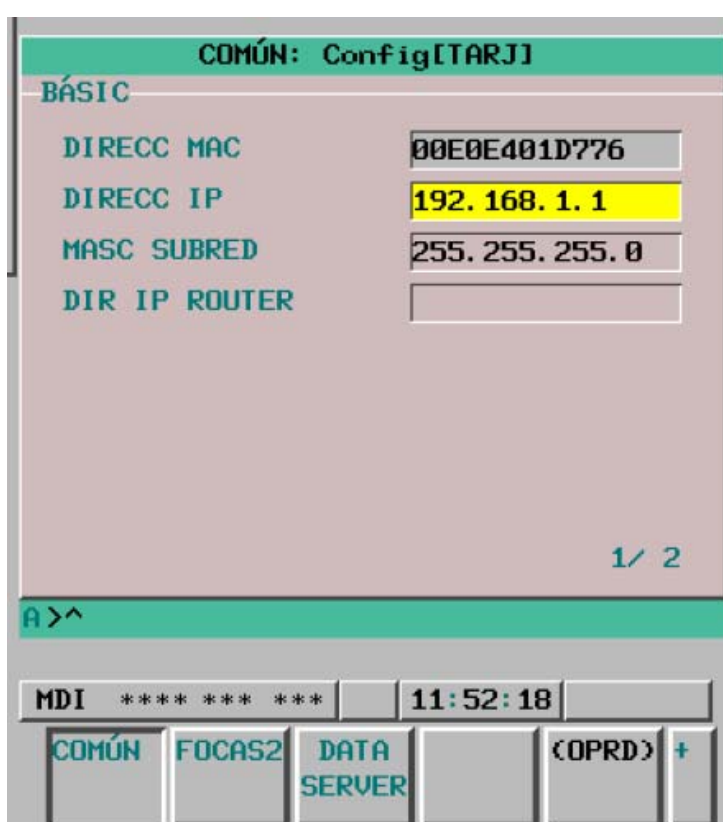 COMÚN: Config[TARJ]
BÁSIC
DIRECC MAC 00E0E401D776
DIRECC IP 192.168.1.1
MASC SUBRED 255.255.255.0
DIR IP ROUTER
1/ 2
A>^
MDI **** *** *** 11:52:18
COMÚN FOCAS2 DATA SERVER (OPRD) +